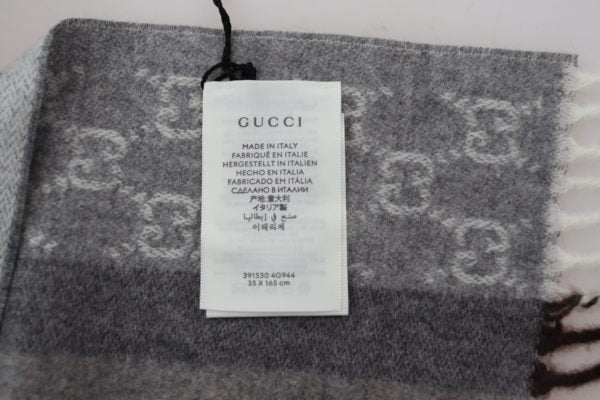 GUCCI
MADE IN ITALY
FABRIQUÉ EN ITALIE
HERGESTELLT IN ITALIEN
HECHO EN ITALIA
FABRICADO EM ITÁLIA
СДЕЛАНО В ИТАЛИИ
产地:意大利
イタリア製
صنع في إيطاليا
이태리제
391530 4G944
35 X 165 cm